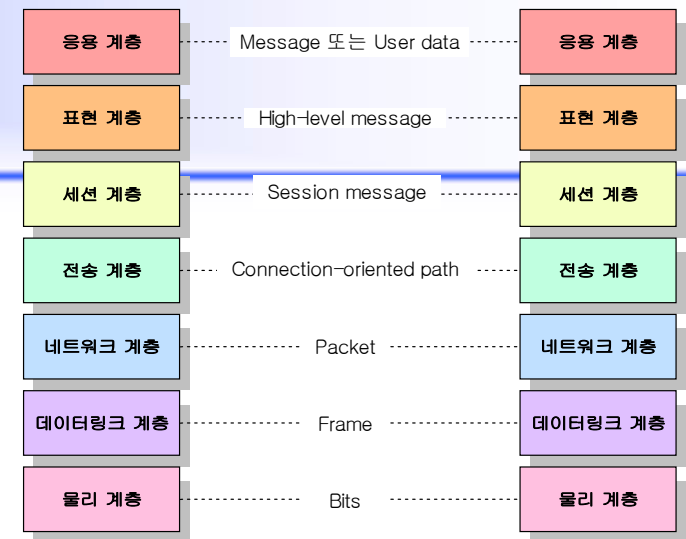 응용 계층 Message 또는 User data 응용 계층
표현 계층 High-level message 표현 계층
세션 계층 Session message 세션 계층
전송 계층 Connection-oriented path 전송 계층
네트워크 계층 Packet 네트워크 계층
데이터링크 계층 Frame 데이터링크 계층
물리 계층 Bits 물리 계층